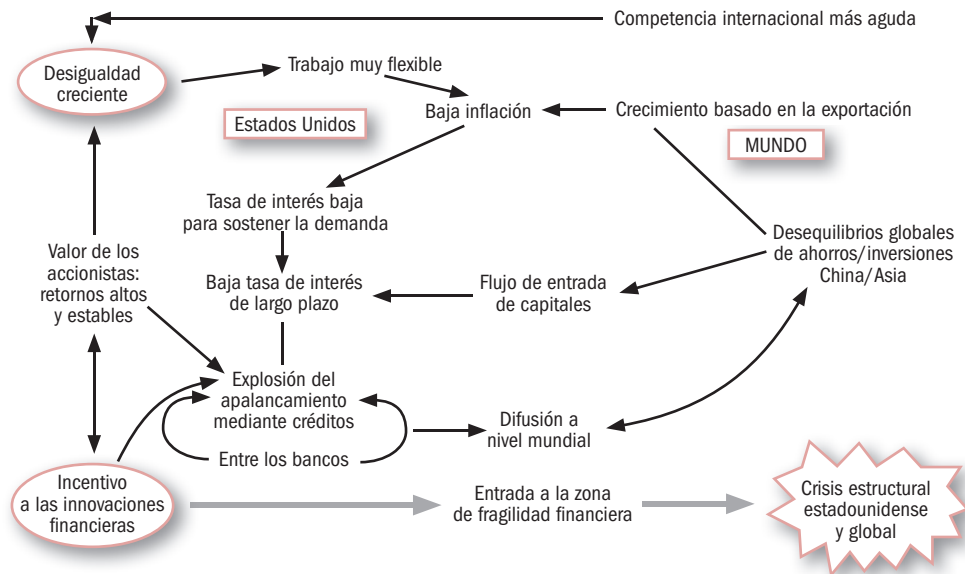 Competencia internacional más aguda
Desigualdad
creciente
Trabajo muy flexible
Baja inflación
Crecimiento basado en la exportación
Estados Unidos
MUNDO
Tasa de interés baja
para sostener la demanda
Desequilibrios globales
de ahorros/inversiones
China/Asia
Valor de los
accionistas:
retornos altos
y estables
Baja tasa de interés
de largo plazo
Flujo de entrada
de capitales
Explosión del
apalancamiento
mediante créditos
Difusión a
nivel mundial
Entre los bancos
Incentivo
a las innovaciones
financieras
Entrada a la zona
de fragilidad financiera
Crisis estructural
estadounidense
y global